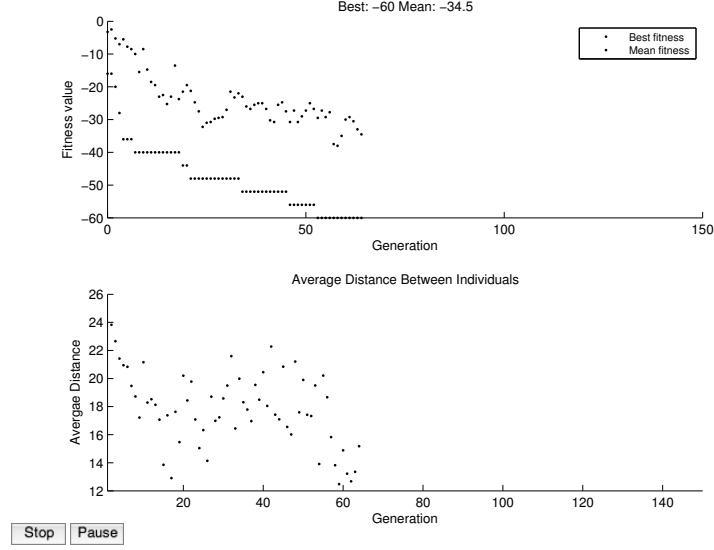 Best: −60 Mean: −34.5
0
−10
−20
−30
−40
−50
−60
Fitness value
Best fitness
Mean fitness
0 50 100 150
Generation
Average Distance Between Individuals
26
24
22
20
18
16
14
12
Avergae Distance
20 40 60 80 100 120 140
Generation
Stop Pause